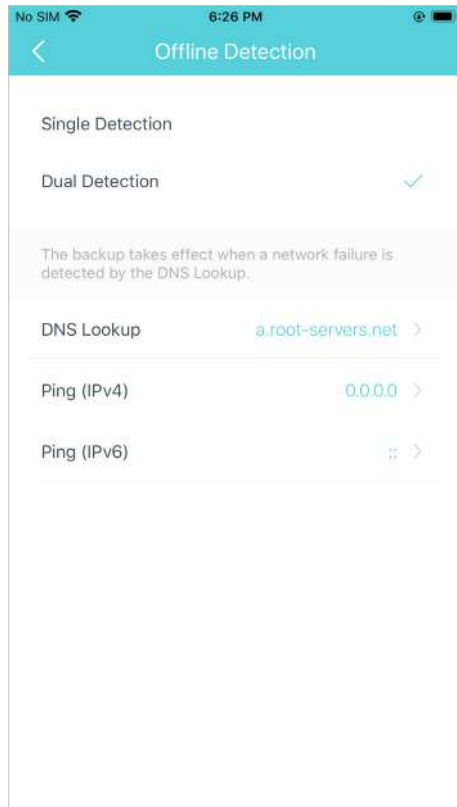 No SIM 6:26 PM
Offline Detection
Single Detection
Dual Detection
The backup takes effect when a network failure is
detected by the DNS Lookup.
DNS Lookup a.root-servers.net
Ping (IPv4) 0.0.0.0
Ping (IPv6) ::